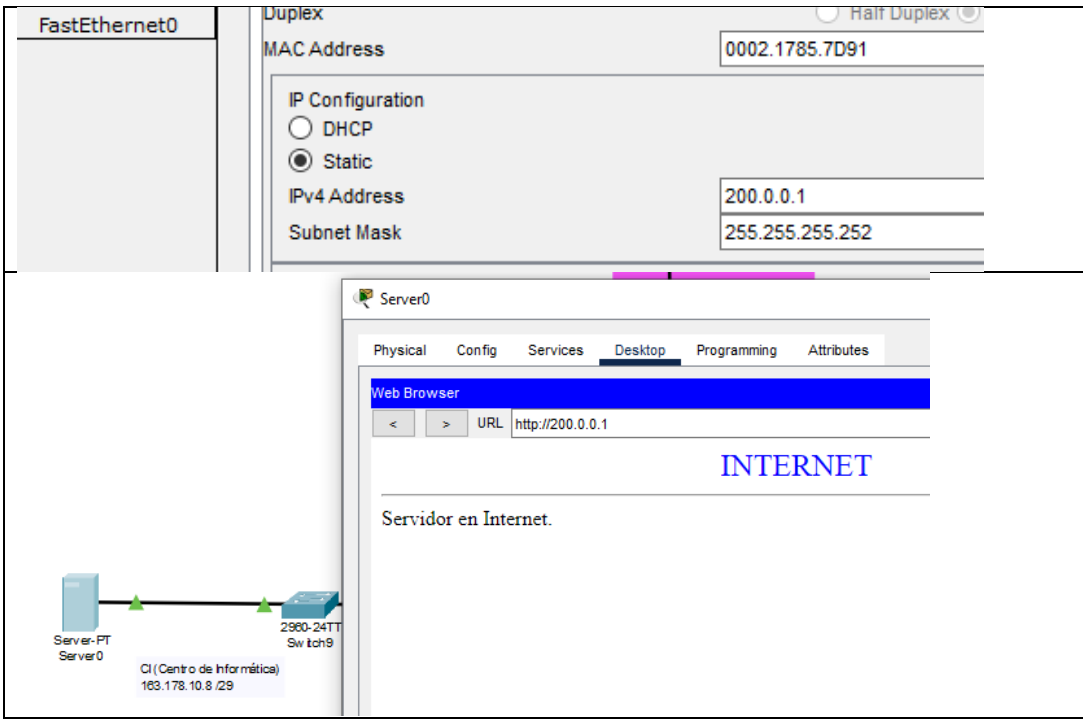 FastEthernet0
Duplex
Half Duplex
MAC Address
0002.1785.7D91
IP Configuration
DHCP
Static
IPv4 Address
200.0.0.1
Subnet Mask
255.255.255.252
Server0
Physical Config Services Desktop Programming Attributes
Web Browser
< > URL http://200.0.0.1
INTERNET
Servidor en Internet.
Server-PT
Server0
2960-24TT
Switch9
CI (Centro de Informática)
163.178.10.8 /29